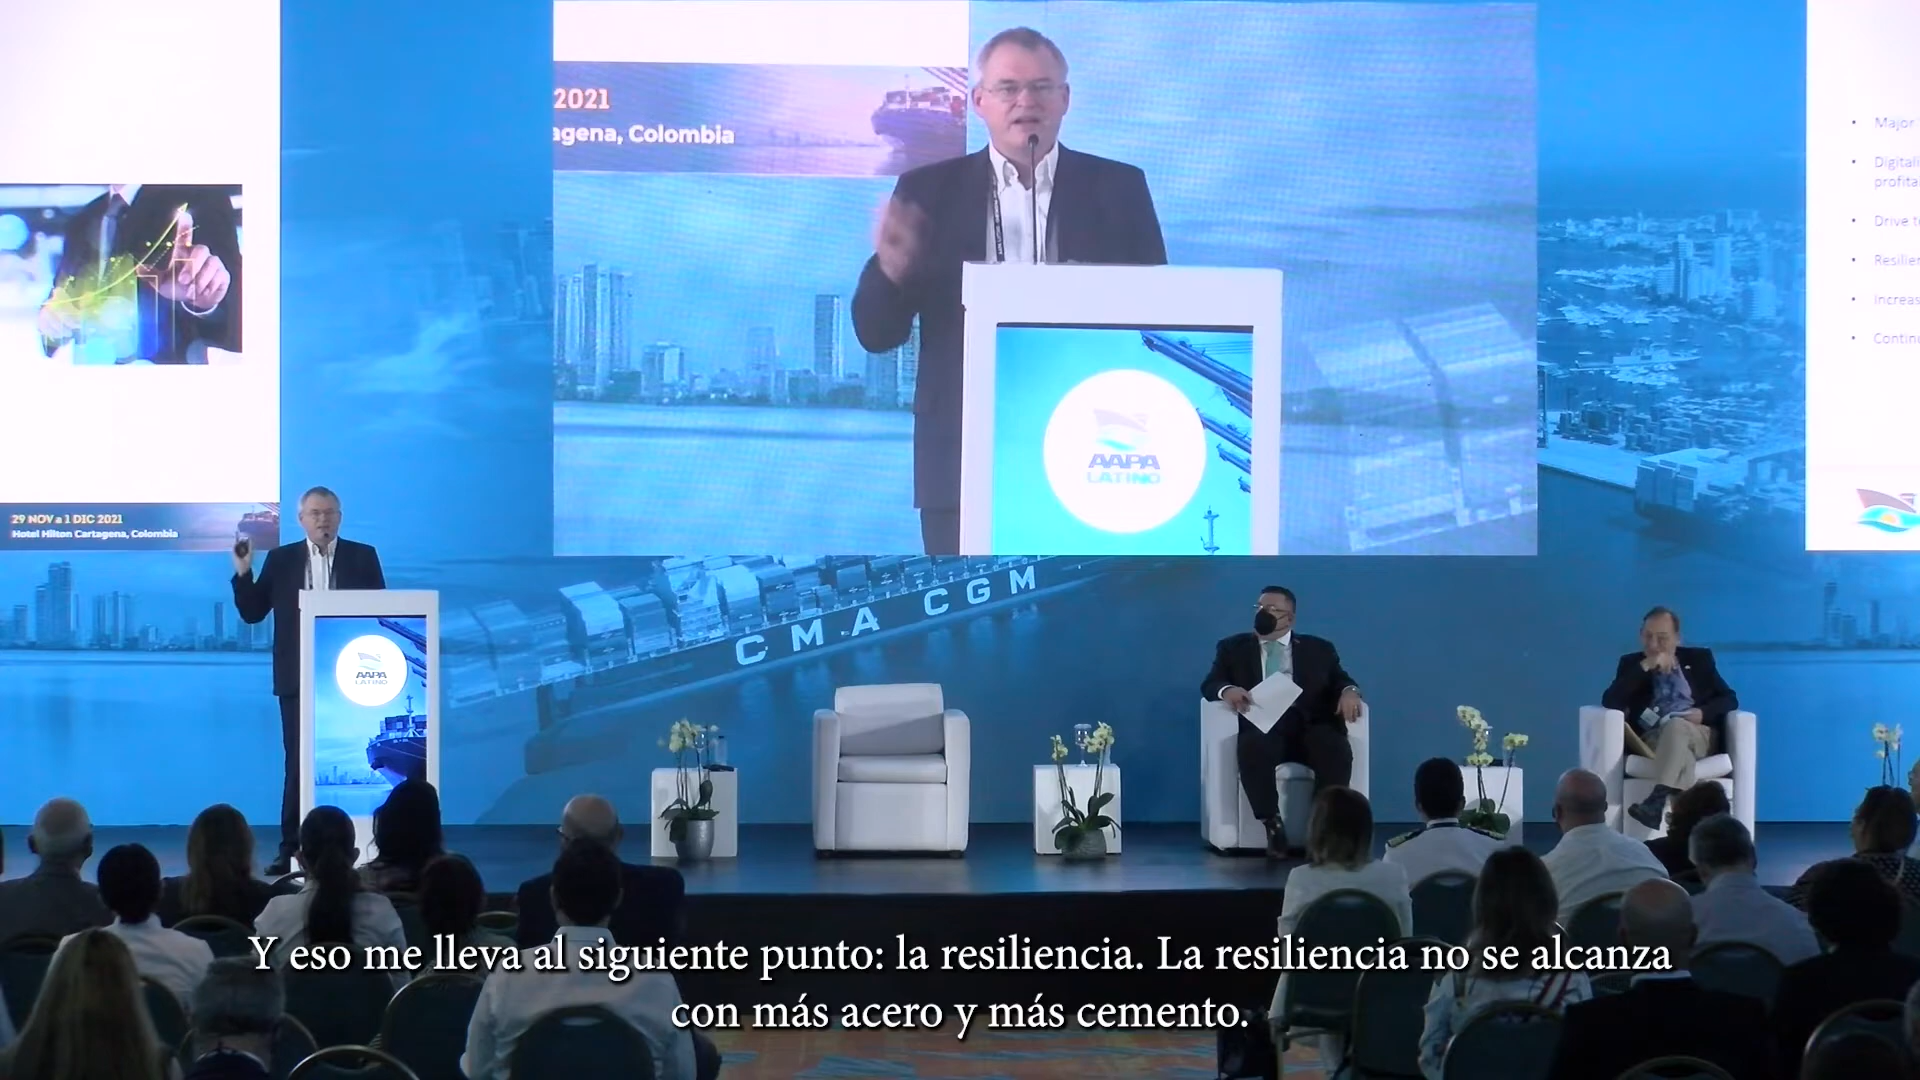 2021
agena, Colombia
AAPA
LATINO
29 NOV a 1 DIC 2021
Hotel Hilton Cartagena, Colombia
AAPA
LATINO
CMA CGM
• Major
• Digitali
profita
• Drive t
• Resilien
• Increas
• Contin
Y eso me lleva al siguiente punto: la resiliencia. La resiliencia no se alcanza
con más acero y más cemento.